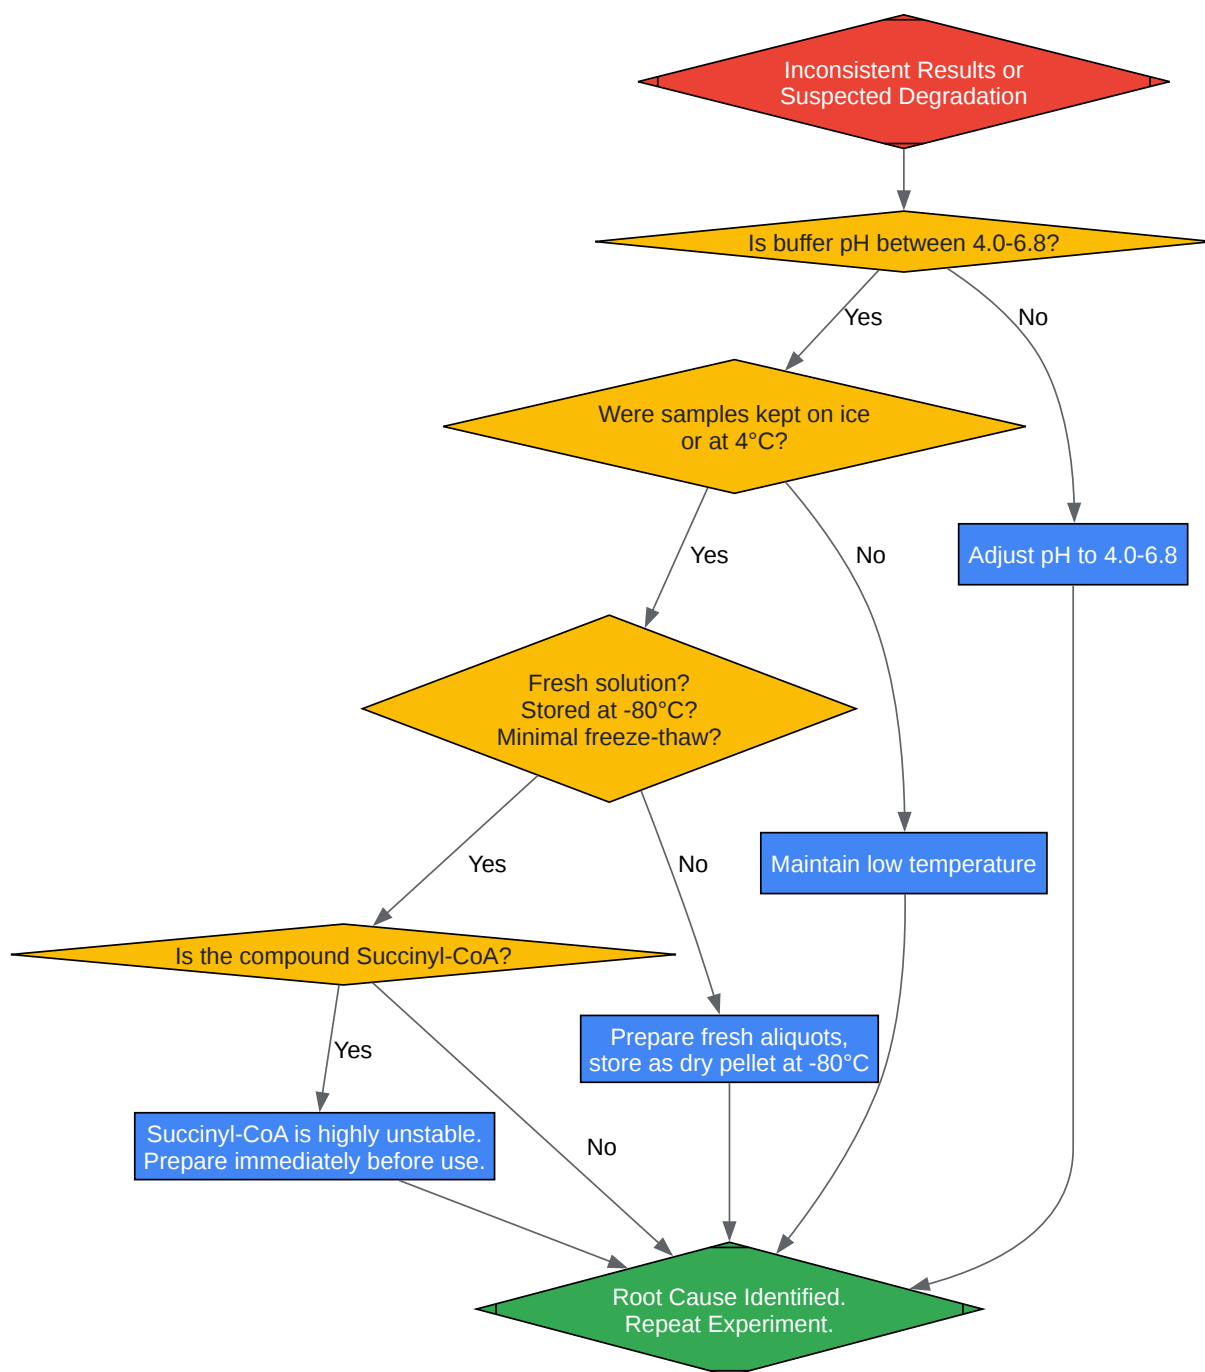 Inconsistent Results or
Suspected Degradation
Is buffer pH between 4.0-6.8?
Yes
No
Were samples kept on ice
or at 4°C?
Yes
No
Adjust pH to 4.0-6.8
Fresh solution?
Stored at -80°C?
Minimal freeze-thaw?
Yes
No
Maintain low temperature
Is the compound Succinyl-CoA?
Yes
No
Prepare fresh aliquots,
store as dry pellet at -80°C
Succinyl-CoA is highly unstable.
Prepare immediately before use.
Root Cause Identified.
Repeat Experiment.